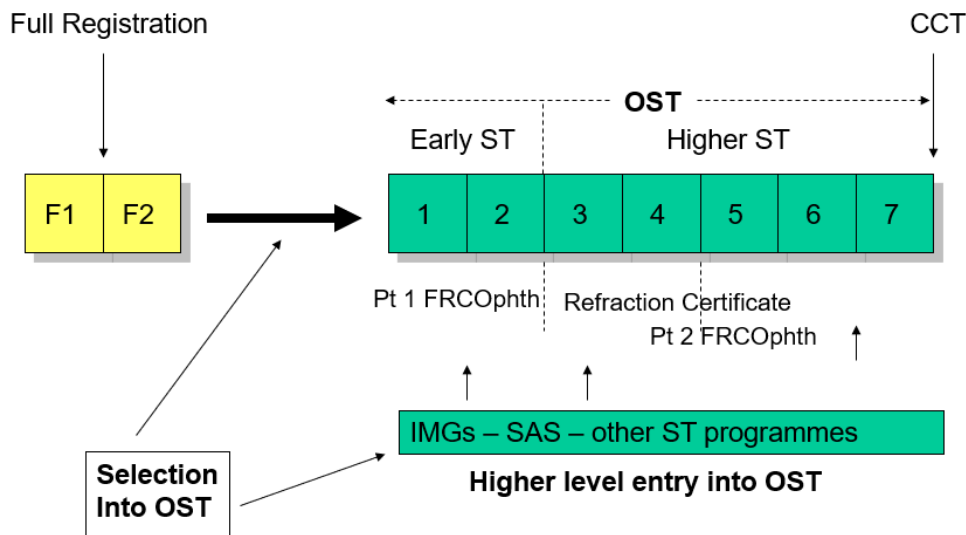 Full Registration
CCT
OST
Early ST
Higher ST
F1 F2
1 2 3 4 5 6 7
Pt 1 FRCOphth
Refraction Certificate
Pt 2 FRCOphth
IMGs – SAS – other ST programmes
Selection
Into OST
Higher level entry into OST